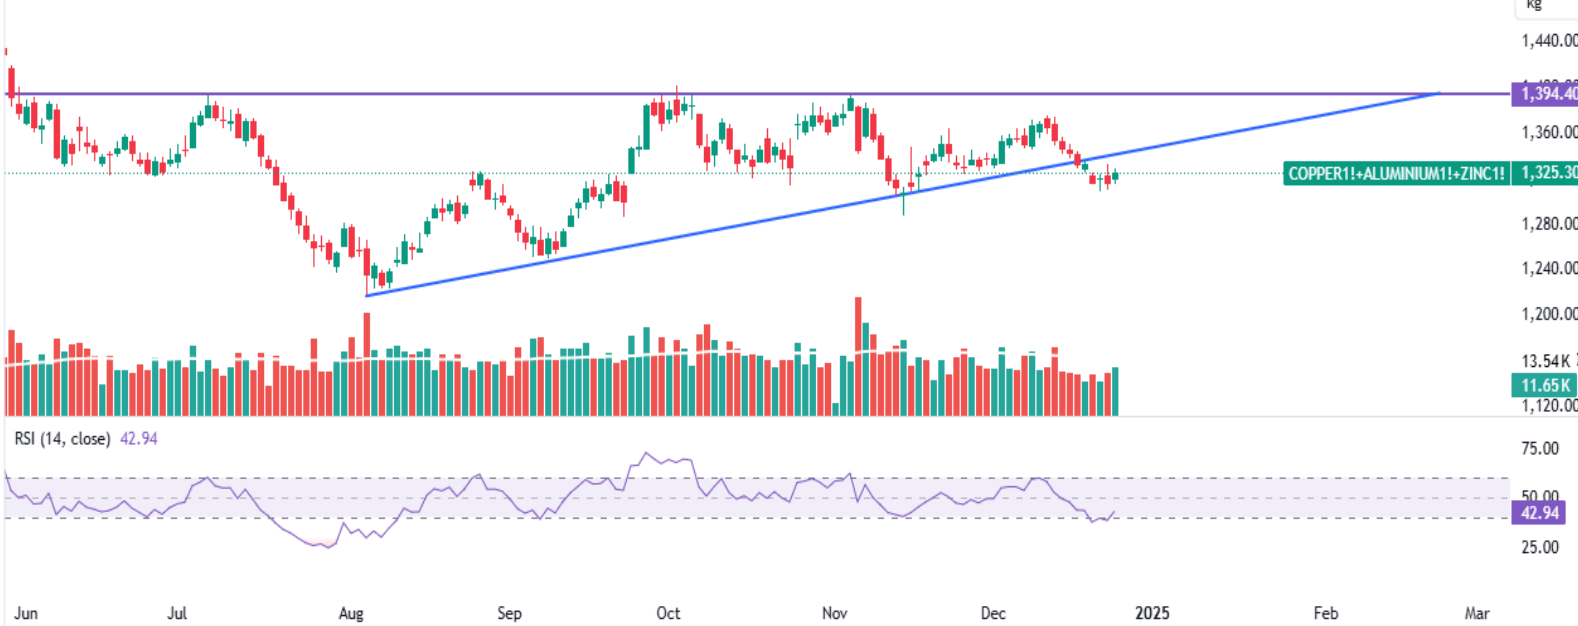 kg
1,440.00
1,394.40
1,360.00
COPPER1!+ALUMINIUM1!+ZINC1! 1,325.30
1,280.00
1,240.00
1,200.00
13.54K
11.65K
1,120.00
RSI (14, close) 42.94
75.00
50.00
42.94
25.00
Jun Jul Aug Sep Oct Nov Dec 2025 Feb Mar